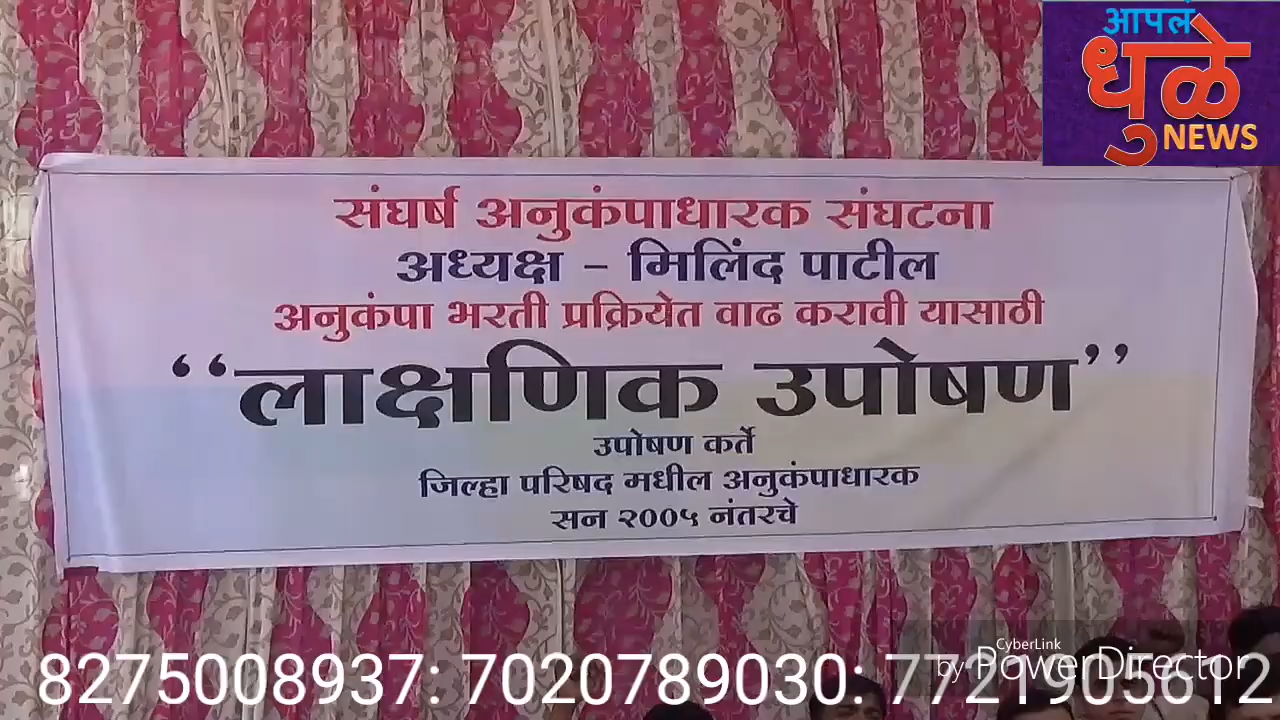 आपलं
धुळे
NEWS
संघर्ष अनुकंपाधारक संघटना
अध्यक्ष - मिलिंद पाटील
अनुकंपा भरती प्रक्रियेत वाढ करावी यासाठी
‘‘लाक्षणिक उपोषण’’
उपोषण कर्ते
जिल्हा परिषद मधील अनुकंपाधारक
सन २००५ नंतरचे
CyberLink
by PowerDirector
8275008937: 7020789030: 7721905612